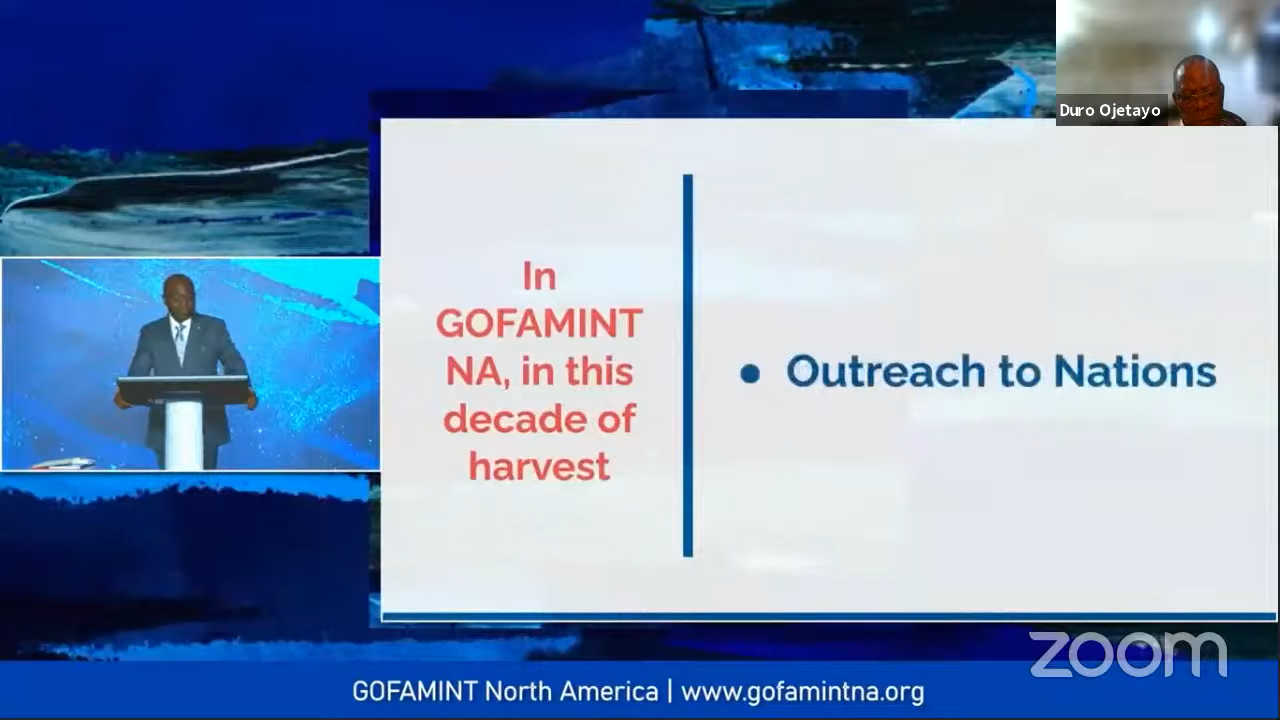 Duro Ojetayo
In
GOFAMINT
NA, in this
decade of
harvest
● Outreach to Nations
zoom
GOFAMINT North America | www.gofamintna.org